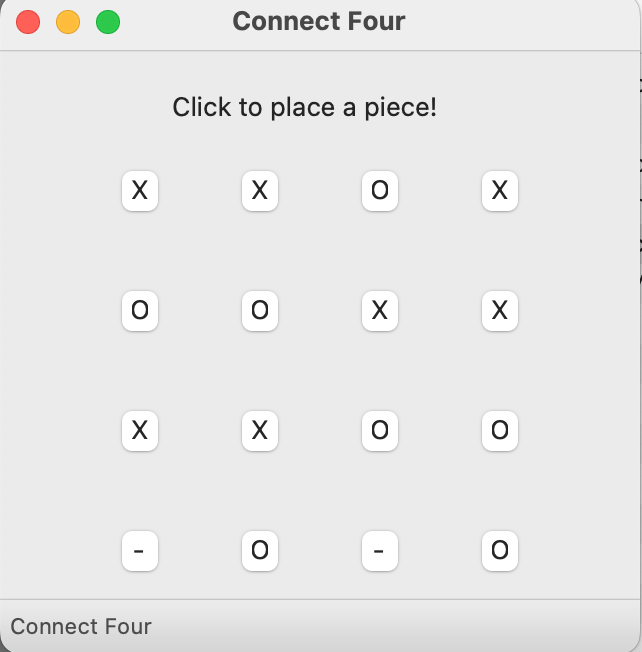 Connect Four
Click to place a piece!
X X O X
O O X X
X X O O
- O - O
Connect Four